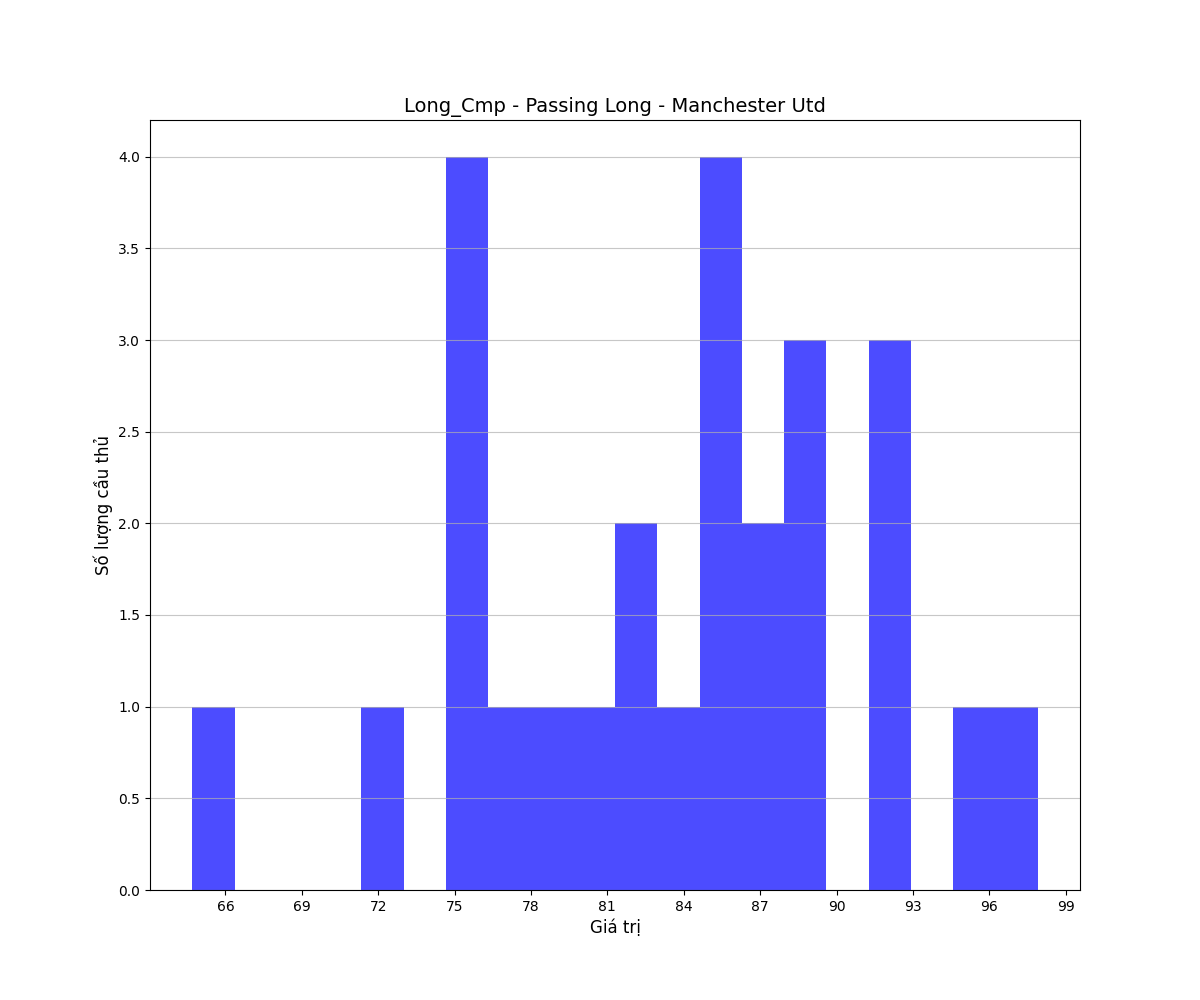 Long_Cmp - Passing Long - Manchester Utd
Số lượng cầu thủ
4.0
3.5
3.0
2.5
2.0
1.5
1.0
0.5
0.0
66 69 72 75 78 81 84 87 90 93 96 99
Giá trị